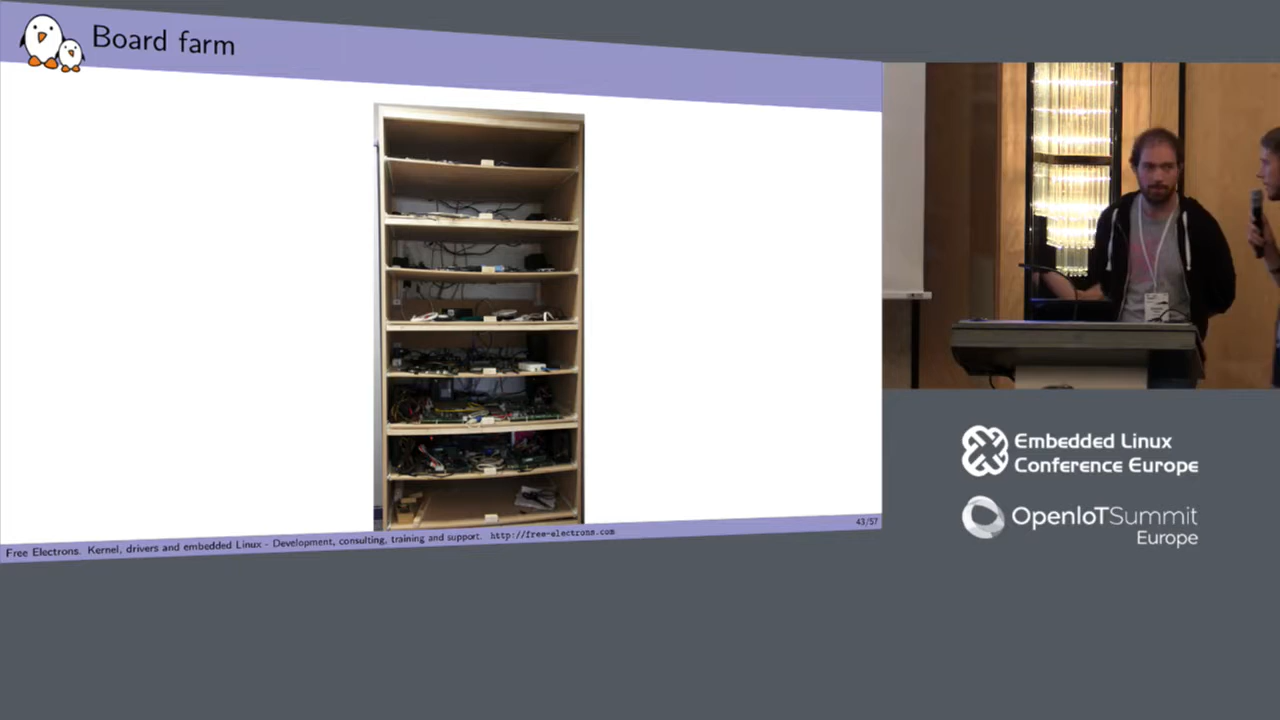 Board farm
43/57
Free Electrons. Kernel, drivers and embedded Linux - Development, consulting, training and support. http://free-electrons.com
Embedded Linux
Conference Europe
OpenIoTSummit
Europe